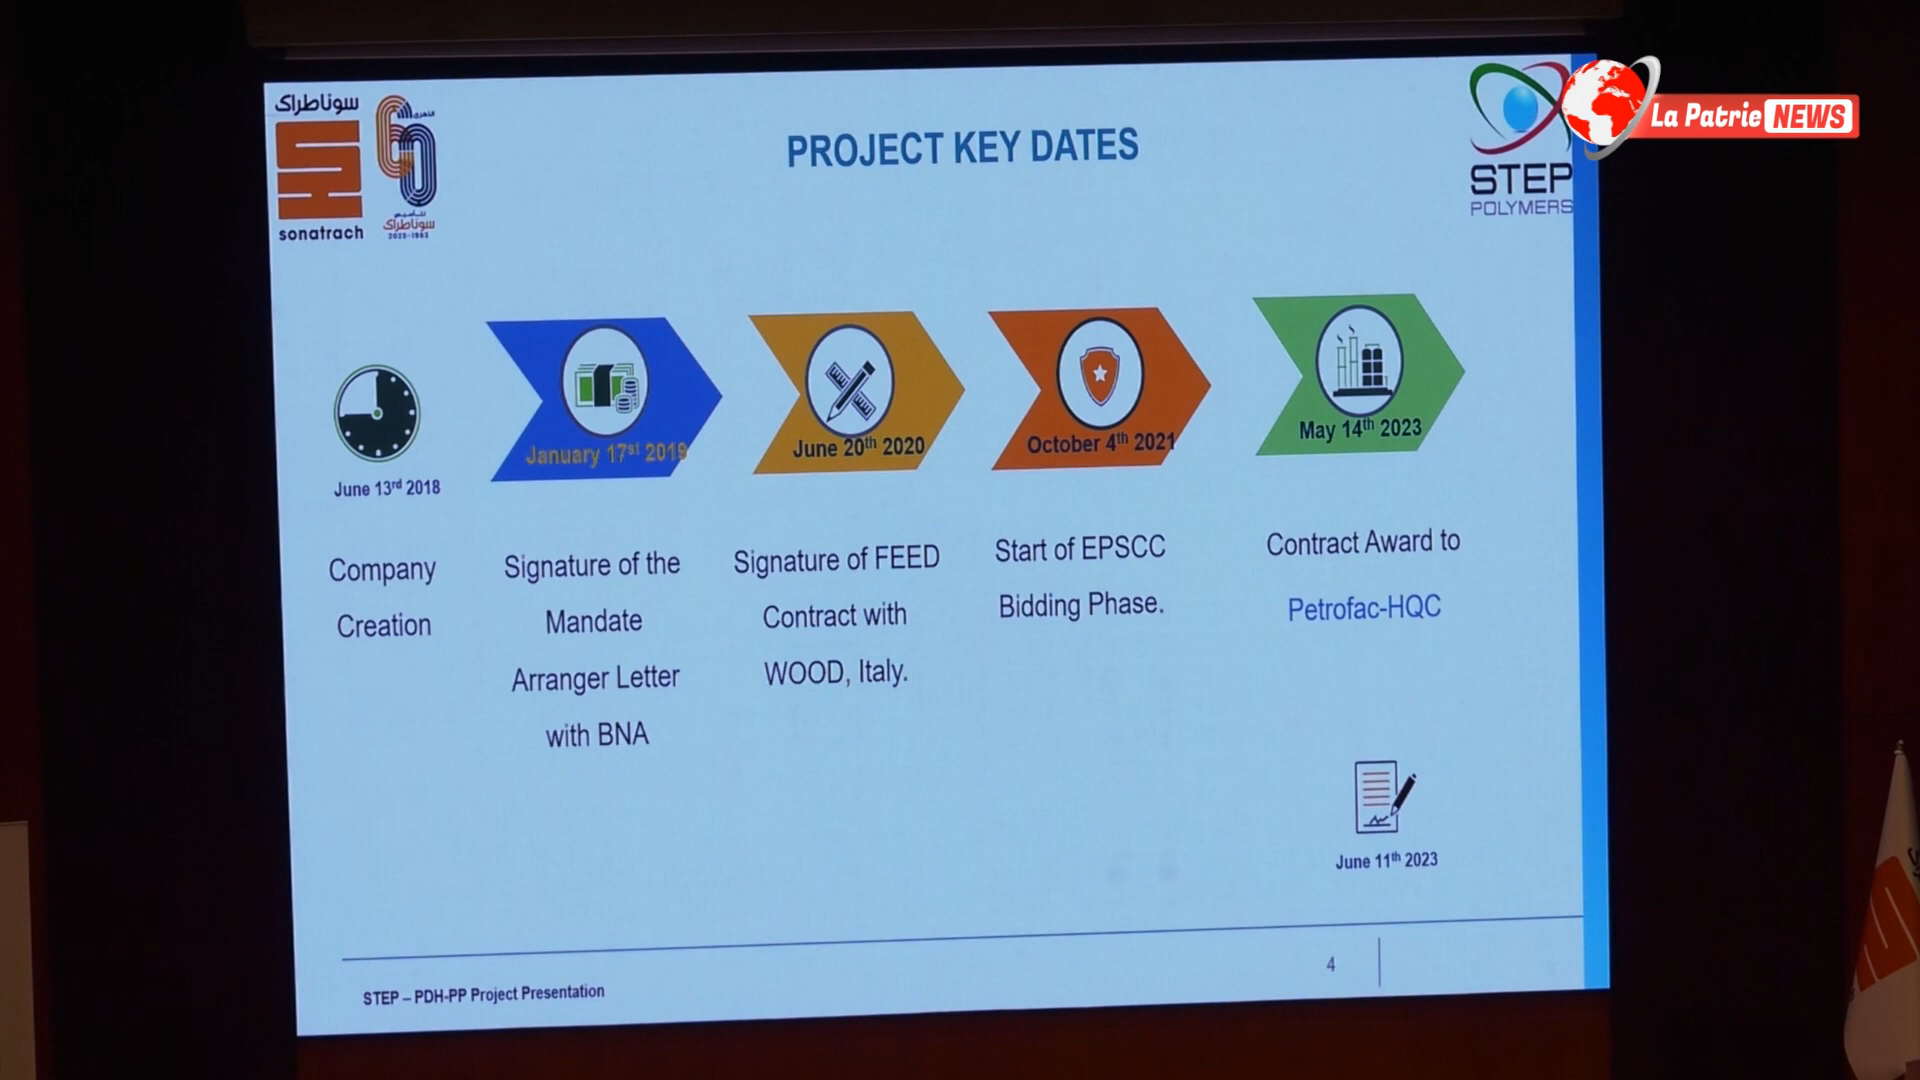 La Patrie NEWS
سوناطراك
sonatrach
60
سوناطراك
2023-1963
STEP
POLYMERS
PROJECT KEY DATES
June 13rd 2018
January 17st 2019
June 20th 2020
October 4th 2021
May 14th 2023
Company
Creation
Signature of the
Mandate
Arranger Letter
with BNA
Signature of FEED
Contract with
WOOD, Italy.
Start of EPSCC
Bidding Phase.
Contract Award to
Petrofac-HQC
June 11th 2023
STEP – PDH-PP Project Presentation
4